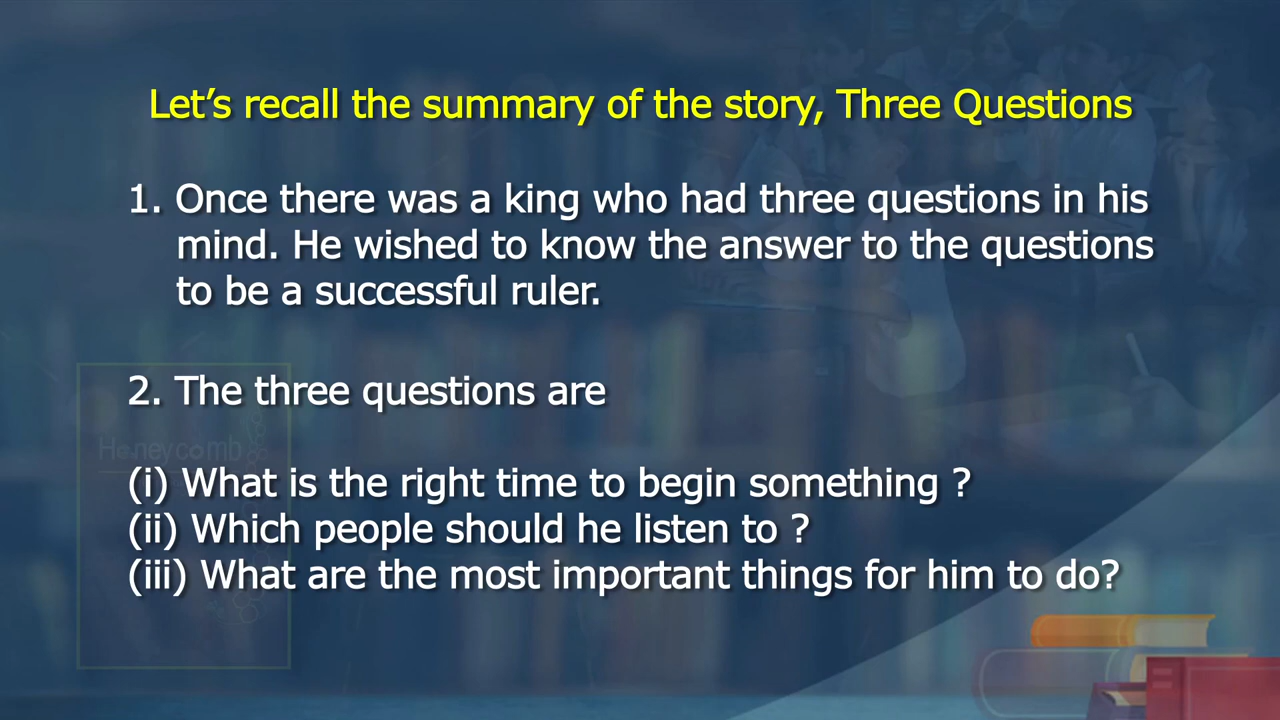 Let’s recall the summary of the story, Three Questions
1. Once there was a king who had three questions in his
mind. He wished to know the answer to the questions
to be a successful ruler.
2. The three questions are
Honeycomb
(i) What is the right time to begin something ?
(ii) Which people should he listen to ?
(iii) What are the most important things for him to do?